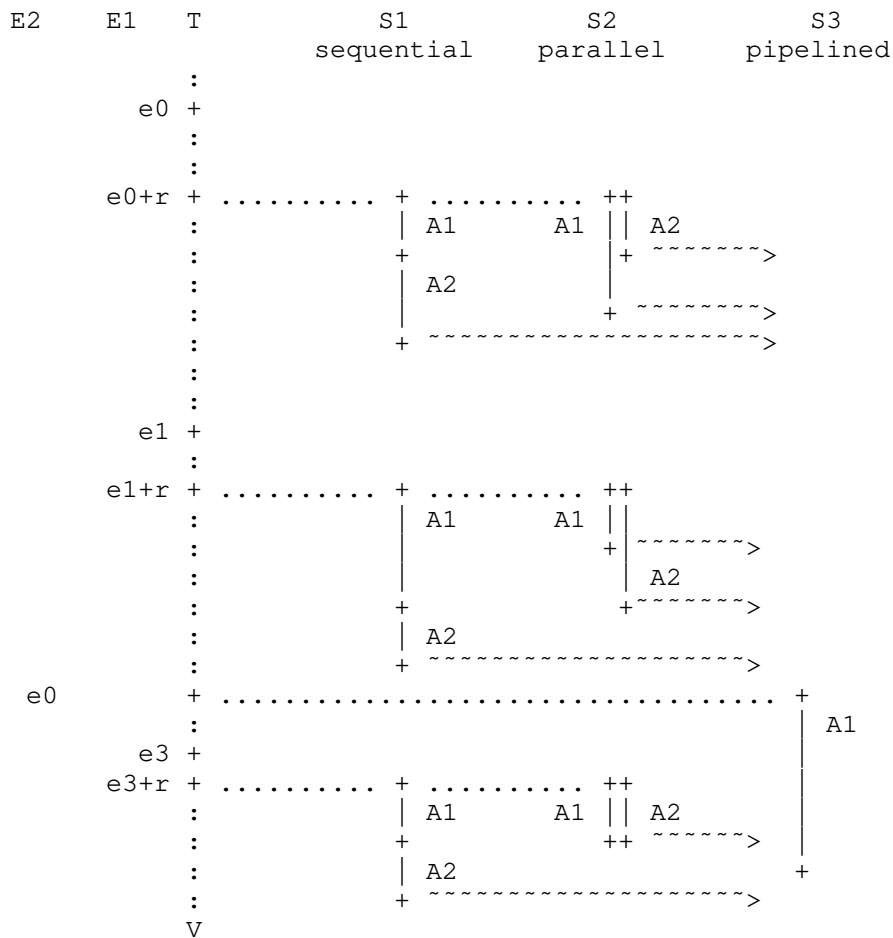 E2 E1 T S1 S2 S3
sequential parallel pipelined
:
e0 +
:
:
e0+r + .......... + .......... ++
: | A1 A1 || A2
: + |+ ~~~~~~~>
: | A2 |
: | + ~~~~~~~>
: + ~~~~~~~~~~~~~~~~~~~~~>
:
:
e1 +
:
e1+r + .......... + .......... ++
: | A1 A1 ||
: | +|~~~~~~~>
: | | A2
: + +~~~~~~~>
: | A2
: + ~~~~~~~~~~~~~~~~~~~~>
e0 + ................................... +
: | A1
e3 + |
e3+r + .......... + .......... ++ |
: | A1 A1 || A2 |
: + ++ ~~~~~~> |
: | A2 +
: + ~~~~~~~~~~~~~~~~~~~~>
V